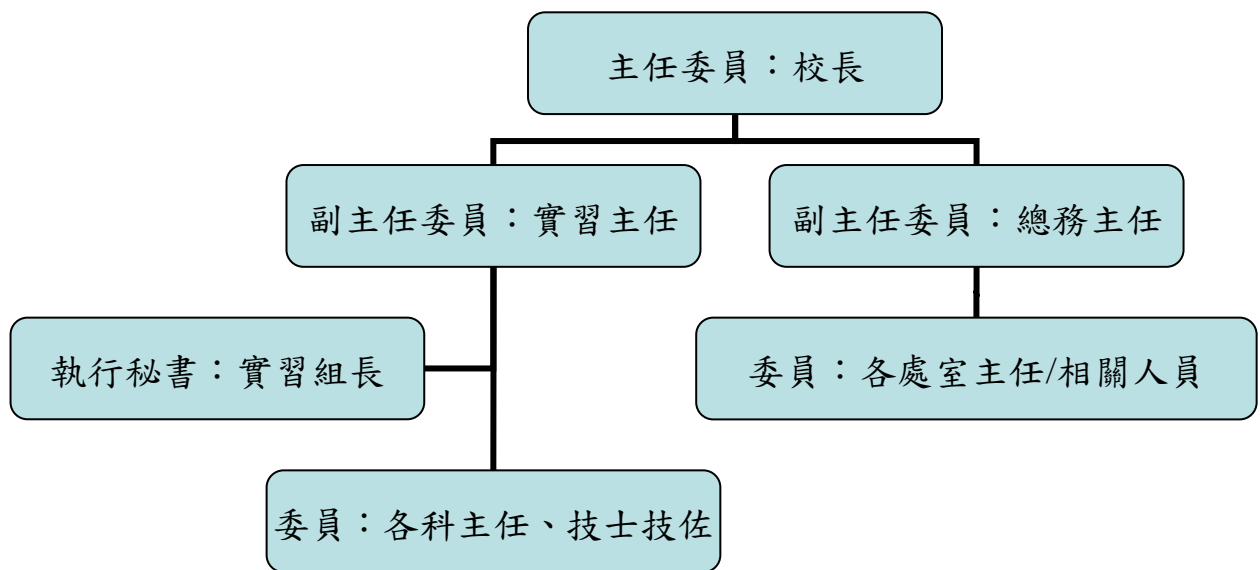 主任委員：校長
副主任委員：實習主任
副主任委員：總務主任
執行秘書：實習組長
委員：各處室主任/相關人員
委員：各科主任、技士技佐